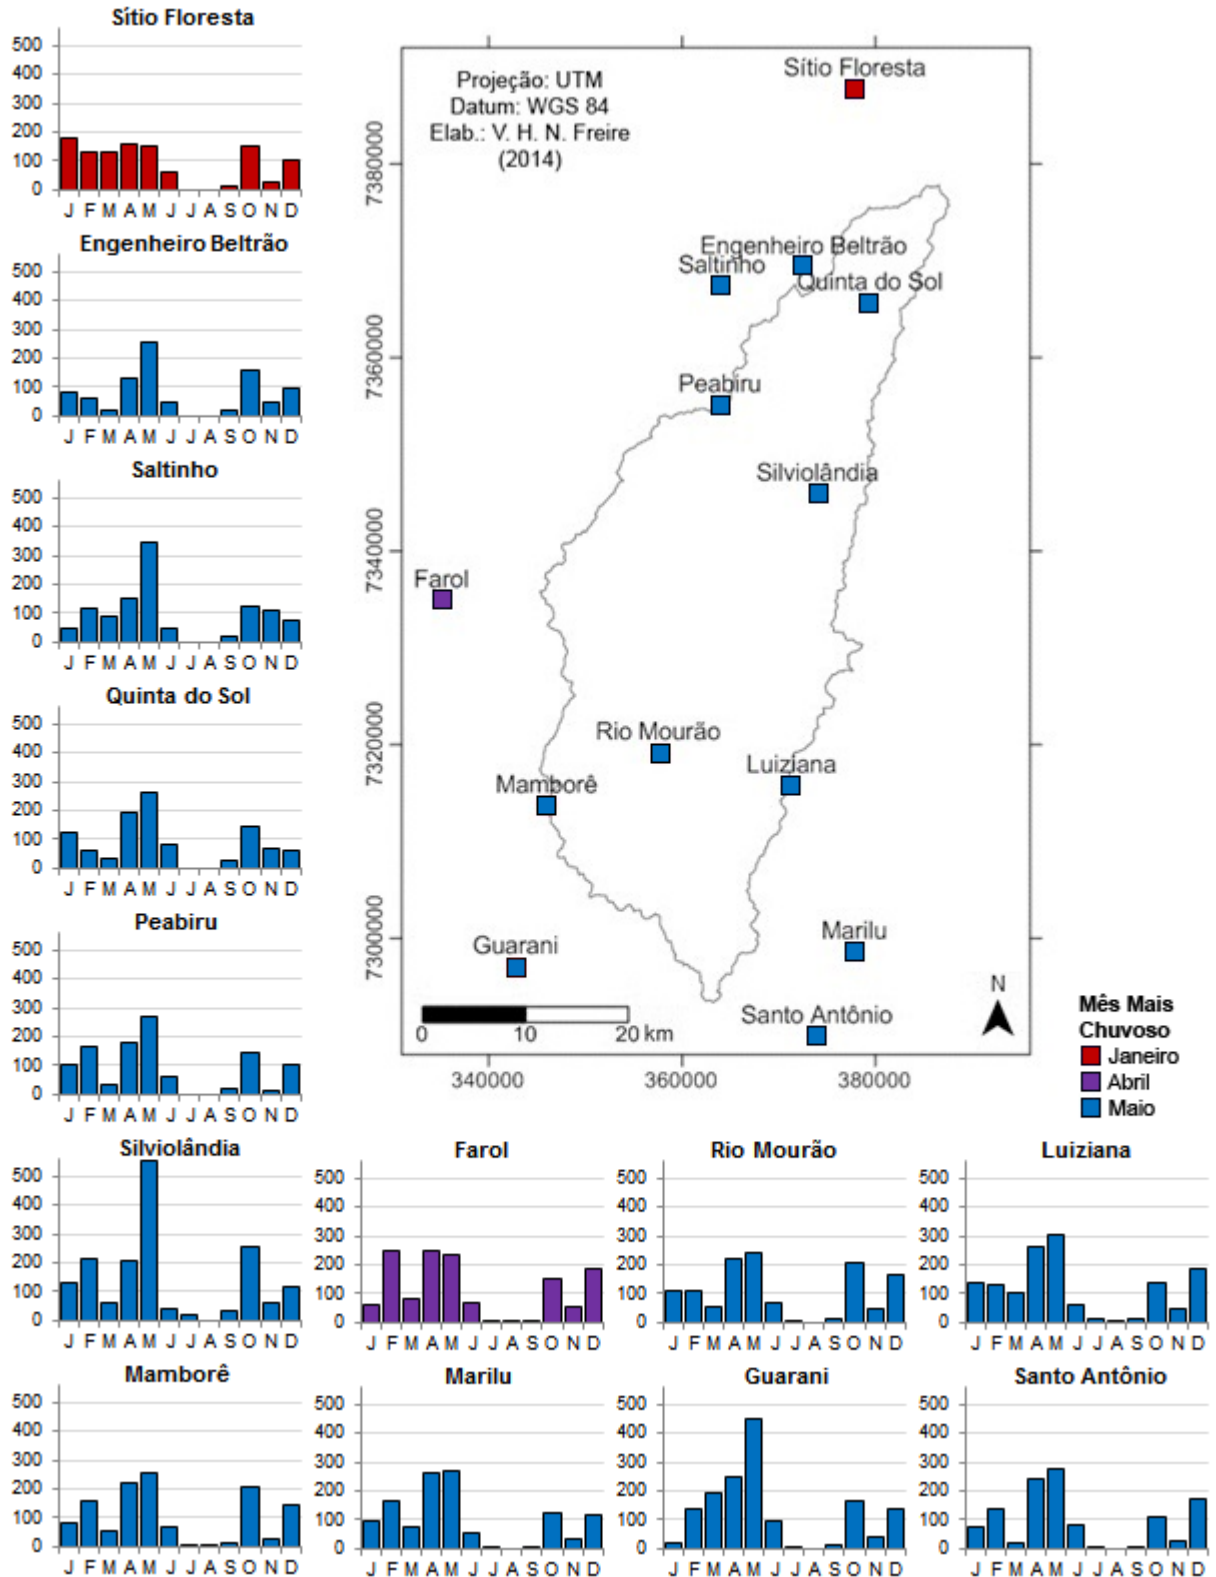 Sítio Floresta
500
400
300
200
100
0
J F M A M J J A S O N D
Engenheiro Beltrão
500
400
300
200
100
0
J F M A M J J A S O N D
Saltinho
500
400
300
200
100
0
J F M A M J J A S O N D
Quinta do Sol
500
400
300
200
100
0
J F M A M J J A S O N D
Peabiru
500
400
300
200
100
0
J F M A M J J A S O N D
Projeção: UTM
Datum: WGS 84
Elab.: V. H. N. Freire
(2014)
Sítio Floresta
Engenheiro Beltrão
Saltinho
Quinta do Sol
Peabiru
Silviolândia
Farol
Rio Mourão
Luiziana
Mamborê
Marilu
Guarani
Santo Antônio
7380000
7360000
7340000
7320000
7300000
0 10 20 km
N
340000 360000 380000
Mês Mais
Chuvoso
Janeiro
Abril
Maio
Silviolândia
500
400
300
200
100
0
J F M A M J J A S O N D
Farol
500
400
300
200
100
0
J F M A M J J A S O N D
Rio Mourão
500
400
300
200
100
0
J F M A M J J A S O N D
Luiziana
500
400
300
200
100
0
J F M A M J J A S O N D
Mamborê
500
400
300
200
100
0
J F M A M J J A S O N D
Marilu
500
400
300
200
100
0
J F M A M J J A S O N D
Guarani
500
400
300
200
100
0
J F M A M J J A S O N D
Santo Antônio
500
400
300
200
100
0
J F M A M J J A S O N D